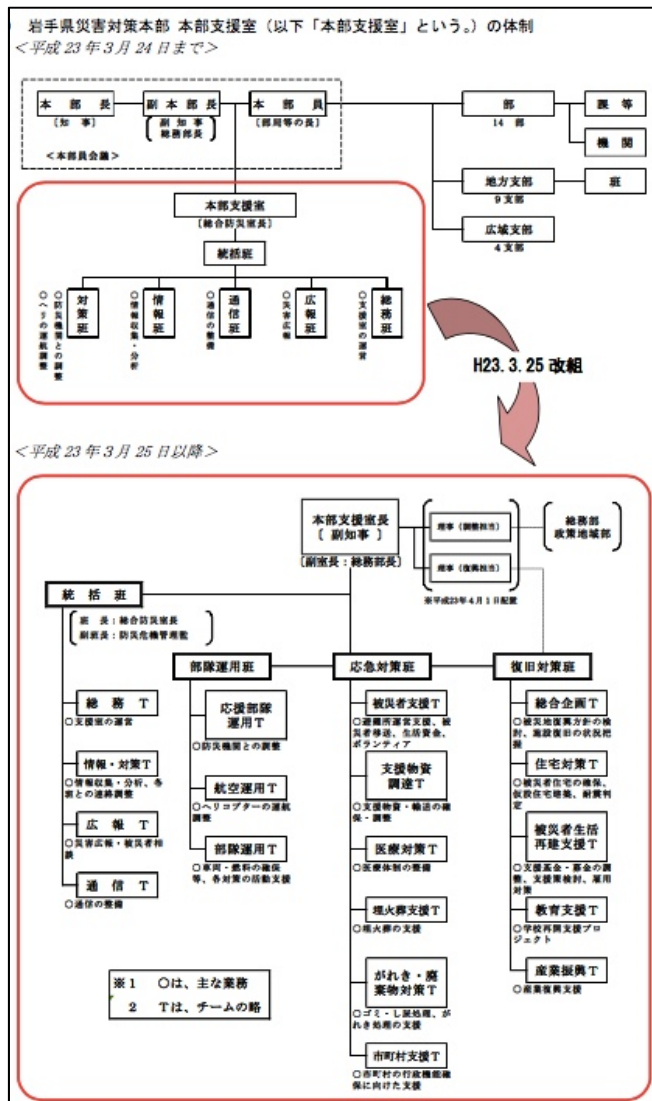 岩手県災害対策本部 本部支援室（以下「本部支援室」という。）の体制
＜平成 23 年 3 月 24 日まで＞
本 部 長
［知 事］
副 本 部 長
副 知 事
総務部長
本 部 員
［部局等の長］
＜本部員会議＞
部
14 部
課 等
機 関
地方支部
9 支部
班
広域支部
4 支部
本部支援室
［総合防災室長］
統括班
対策班
○防災機関との調整
○ヘリの運航調整
情報班
○情報収集・分析
通信班
○通信の整備
広報班
○災害広報
総務班
○支援室の運営
H23.3.25 改組
＜平成 23 年 3 月 25 日以降＞
本部支援室長
［ 副知事 ］
［副室長：総務部長］
理事（調整担当）
理事（復興担当）
※平成23年4月1日配置
総務部
政策地域部
統 括 班
班 長：総合防災室長
副班長：防災危機管理監
総 務 T
○支援室の運営
情報・対策T
○情報収集・分析、各
班との連絡調整
広 報 T
○災害広報・被災者相
談
通 信 T
○通信の整備
部隊運用班
応援部隊
運用T
○防災機関との調整
航空運用T
○ヘリコプターの運航
調整
部隊運用T
○車両・燃料の確保
等、各対策の活動支援
応急対策班
被災者支援T
○避難所運営支援、被
災者移送、生活資金、
ボランティア
支援物資
調達T
○支援物資・輸送の確
保・調整
医療対策T
○医療体制の整備
埋火葬支援T
○埋火葬の支援
がれき・廃
棄物対策T
○ゴミ・し尿処理、が
れき処理の支援
市町村支援T
○市町村の行政機能確
保に向けた支援
復旧対策班
総合企画T
○被災地復興方針の検
討、施設復旧の状況把
握
住宅対策T
○被災者住宅の確保、
仮設住宅建築、耐震判
定
被災者生活
再建支援T
○支援基金・募金の調
整、支援策検討、雇用
対策
教育支援T
○学校再開支援プロ
ジェクト
産業振興T
○産業復興支援
※１ ○は、主な業務
２ Tは、チームの略